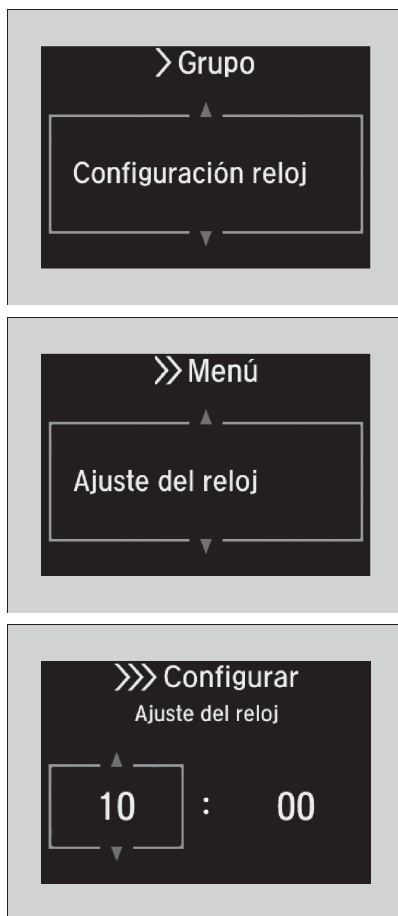 > Grupo
Configuración reloj
>> Menú
Ajuste del reloj
>>> Configurar
Ajuste del reloj
10 : 00